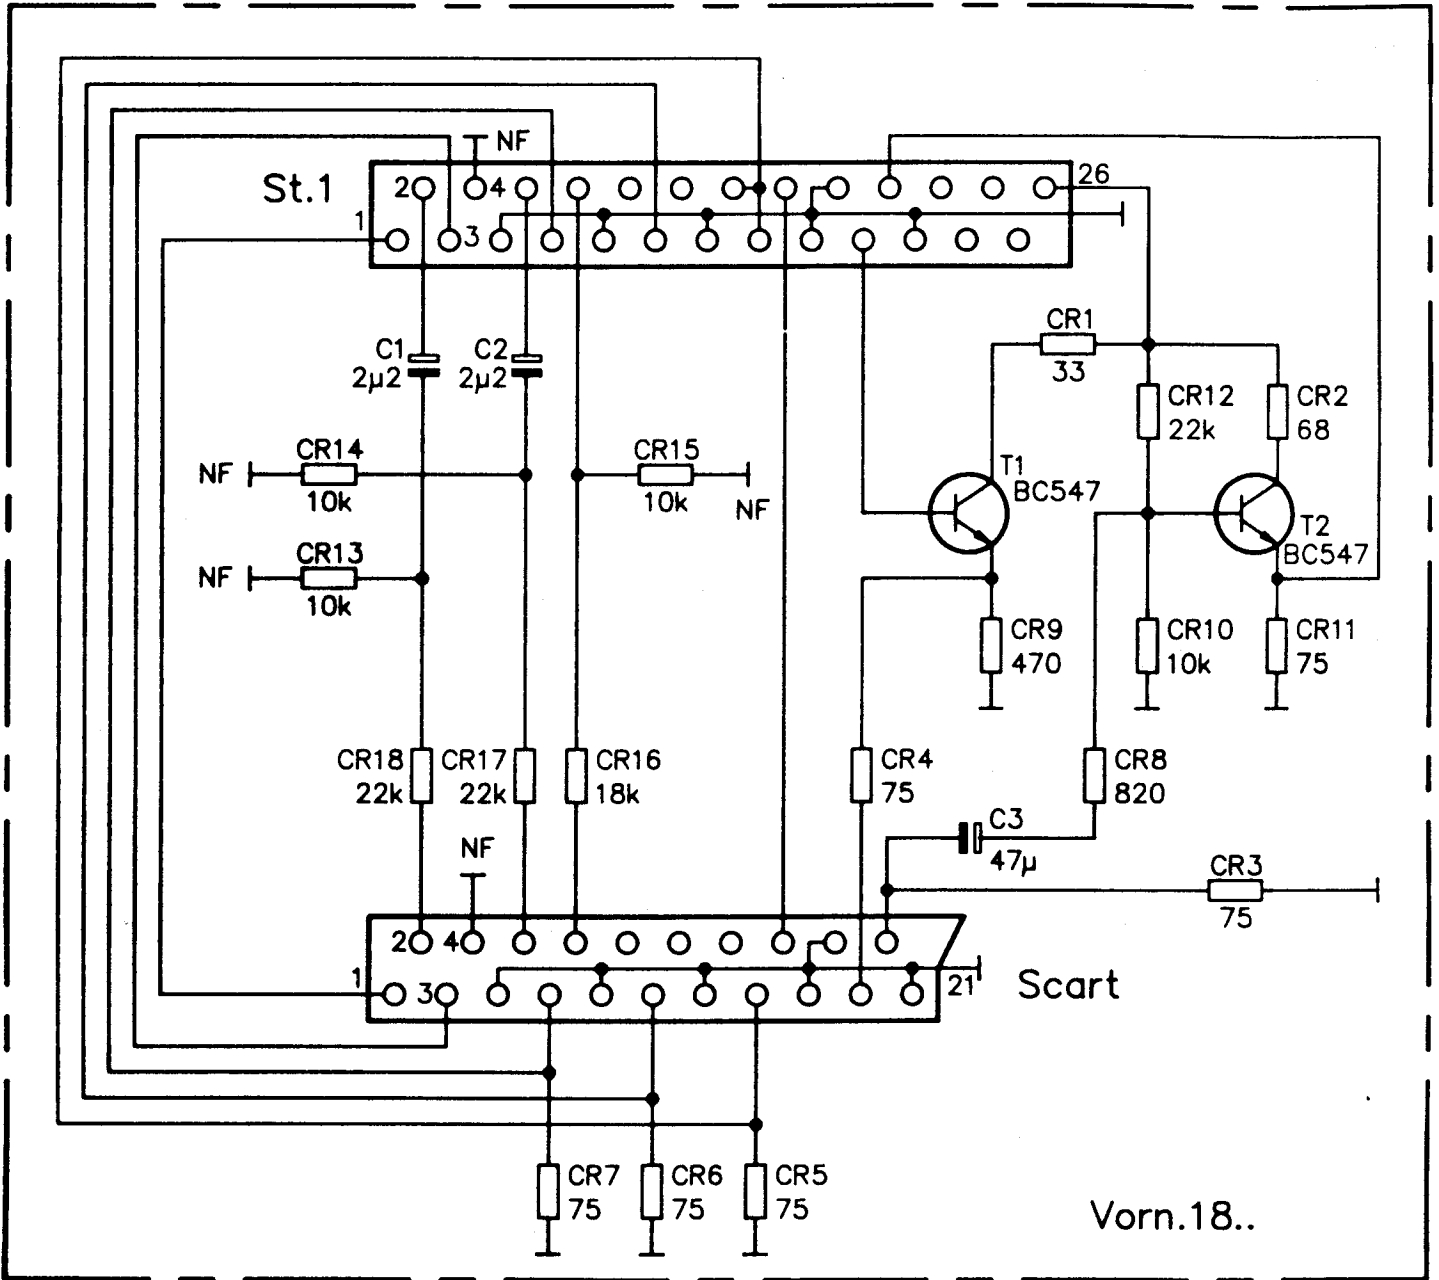 NF
St.1
2
4
26
1
3
C1
2µ2
C2
2µ2
CR1
33
CR12
22k
CR2
68
CR14
NF
10k
CR15
10k
NF
T1
BC547
T2
BC547
CR13
NF
10k
CR9
470
CR10
10k
CR11
75
CR18
22k
CR17
22k
CR16
18k
CR4
75
CR8
820
C3
47µ
NF
CR3
75
2
4
1
3
21
Scart
CR7
75
CR6
75
CR5
75
Vorn.18..